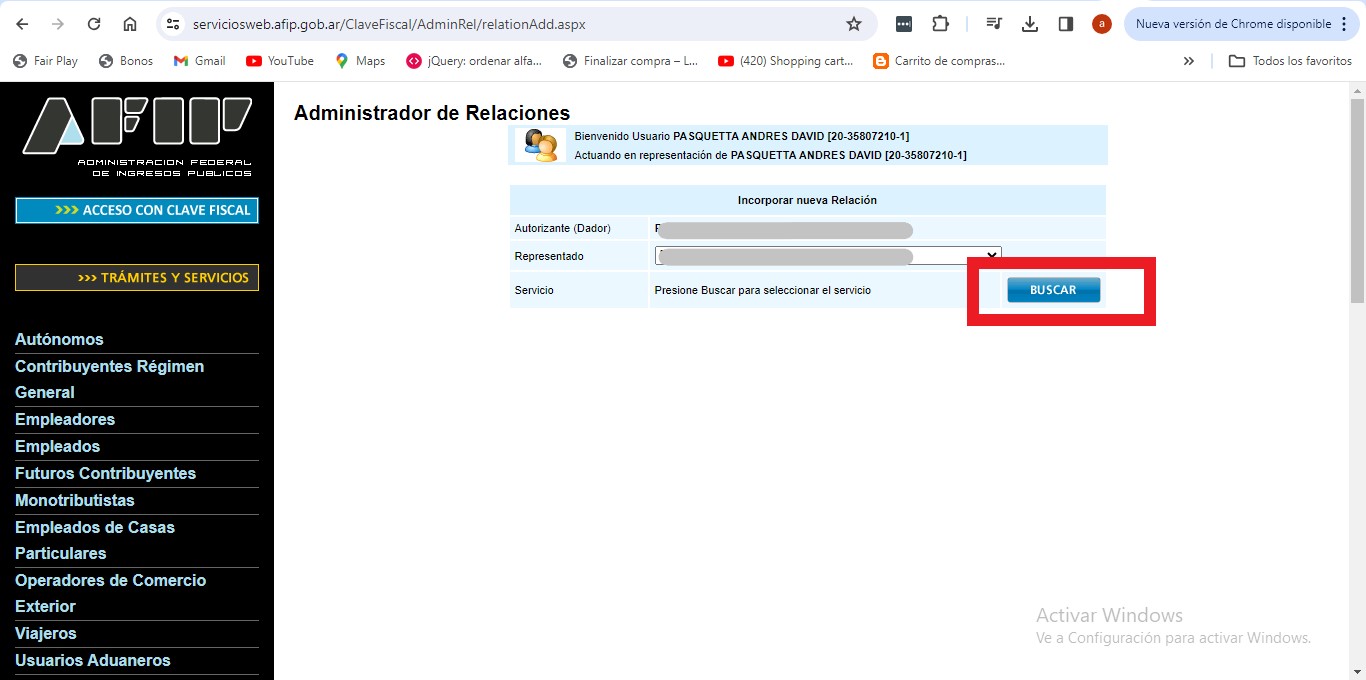 serviciosweb.afip.gob.ar/ClaveFiscal/AdminRel/relationAdd.aspx
a
Nueva versión de Chrome disponible
Fair Play
Bonos
Gmail
YouTube
Maps
jQuery: ordenar alfa...
Finalizar compra – L...
(420) Shopping cart...
Carrito de compras...
»
Todos los favoritos
AFIP
ADMINISTRACION FEDERAL
DE INGRESOS PUBLICOS
>>> ACCESO CON CLAVE FISCAL
>>> TRÁMITES Y SERVICIOS
Autónomos
Contribuyentes Régimen
General
Empleadores
Empleados
Futuros Contribuyentes
Monotributistas
Empleados de Casas
Particulares
Operadores de Comercio
Exterior
Viajeros
Usuarios Aduaneros
Administrador de Relaciones
Bienvenido Usuario PASQUETTA ANDRES DAVID [20-35807210-1]
Actuando en representación de PASQUETTA ANDRES DAVID [20-35807210-1]
Incorporar nueva Relación
Autorizante (Dador)
Representado
Servicio
Presione Buscar para seleccionar el servicio
BUSCAR
Activar Windows
Ve a Configuración para activar Windows.